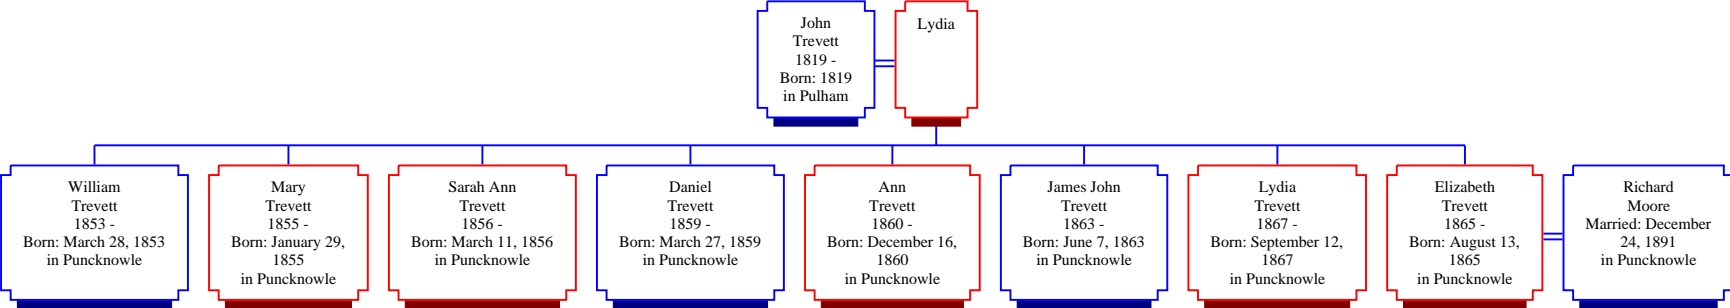 John
Trevett
1819 -
Born: 1819
in Pulham
Lydia
William
Trevett
1853 -
Born: March 28, 1853
in Puncknowle
Mary
Trevett
1855 -
Born: January 29,
1855
in Puncknowle
Sarah Ann
Trevett
1856 -
Born: March 11, 1856
in Puncknowle
Daniel
Trevett
1859 -
Born: March 27, 1859
in Puncknowle
Ann
Trevett
1860 -
Born: December 16,
1860
in Puncknowle
James John
Trevett
1863 -
Born: June 7, 1863
in Puncknowle
Lydia
Trevett
1867 -
Born: September 12,
1867
in Puncknowle
Elizabeth
Trevett
1865 -
Born: August 13,
1865
in Puncknowle
Richard
Moore
Married: December
24, 1891
in Puncknowle